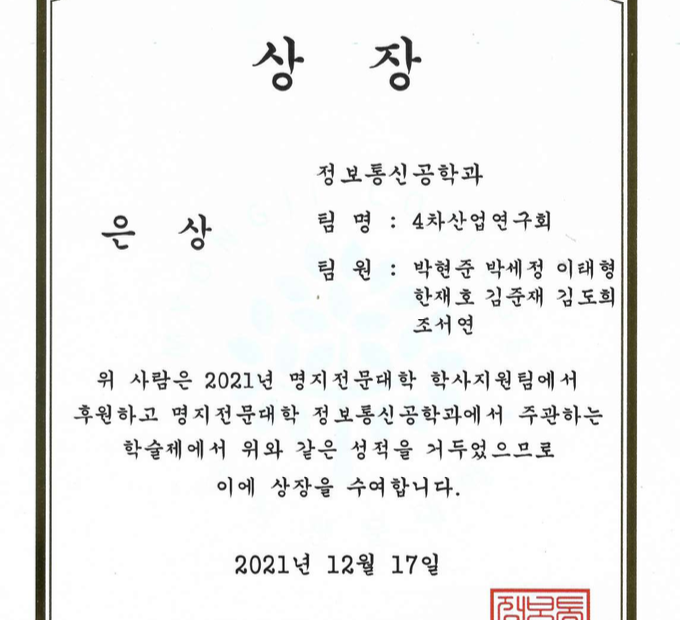 상 장
정보통신공학과
은 상
팀 명 : 4차산업연구회
팀 원 : 박현준 박세정 이태형
한재호 김준재 김도희
조서연
위 사람은 2021년 명지전문대학 학사지원팀에서
후원하고 명지전문대학 정보통신공학과에서 주관하는
학술제에서 위와 같은 성적을 거두었으므로
이에 상장을 수여합니다.
2021년 12월 17일
정보통